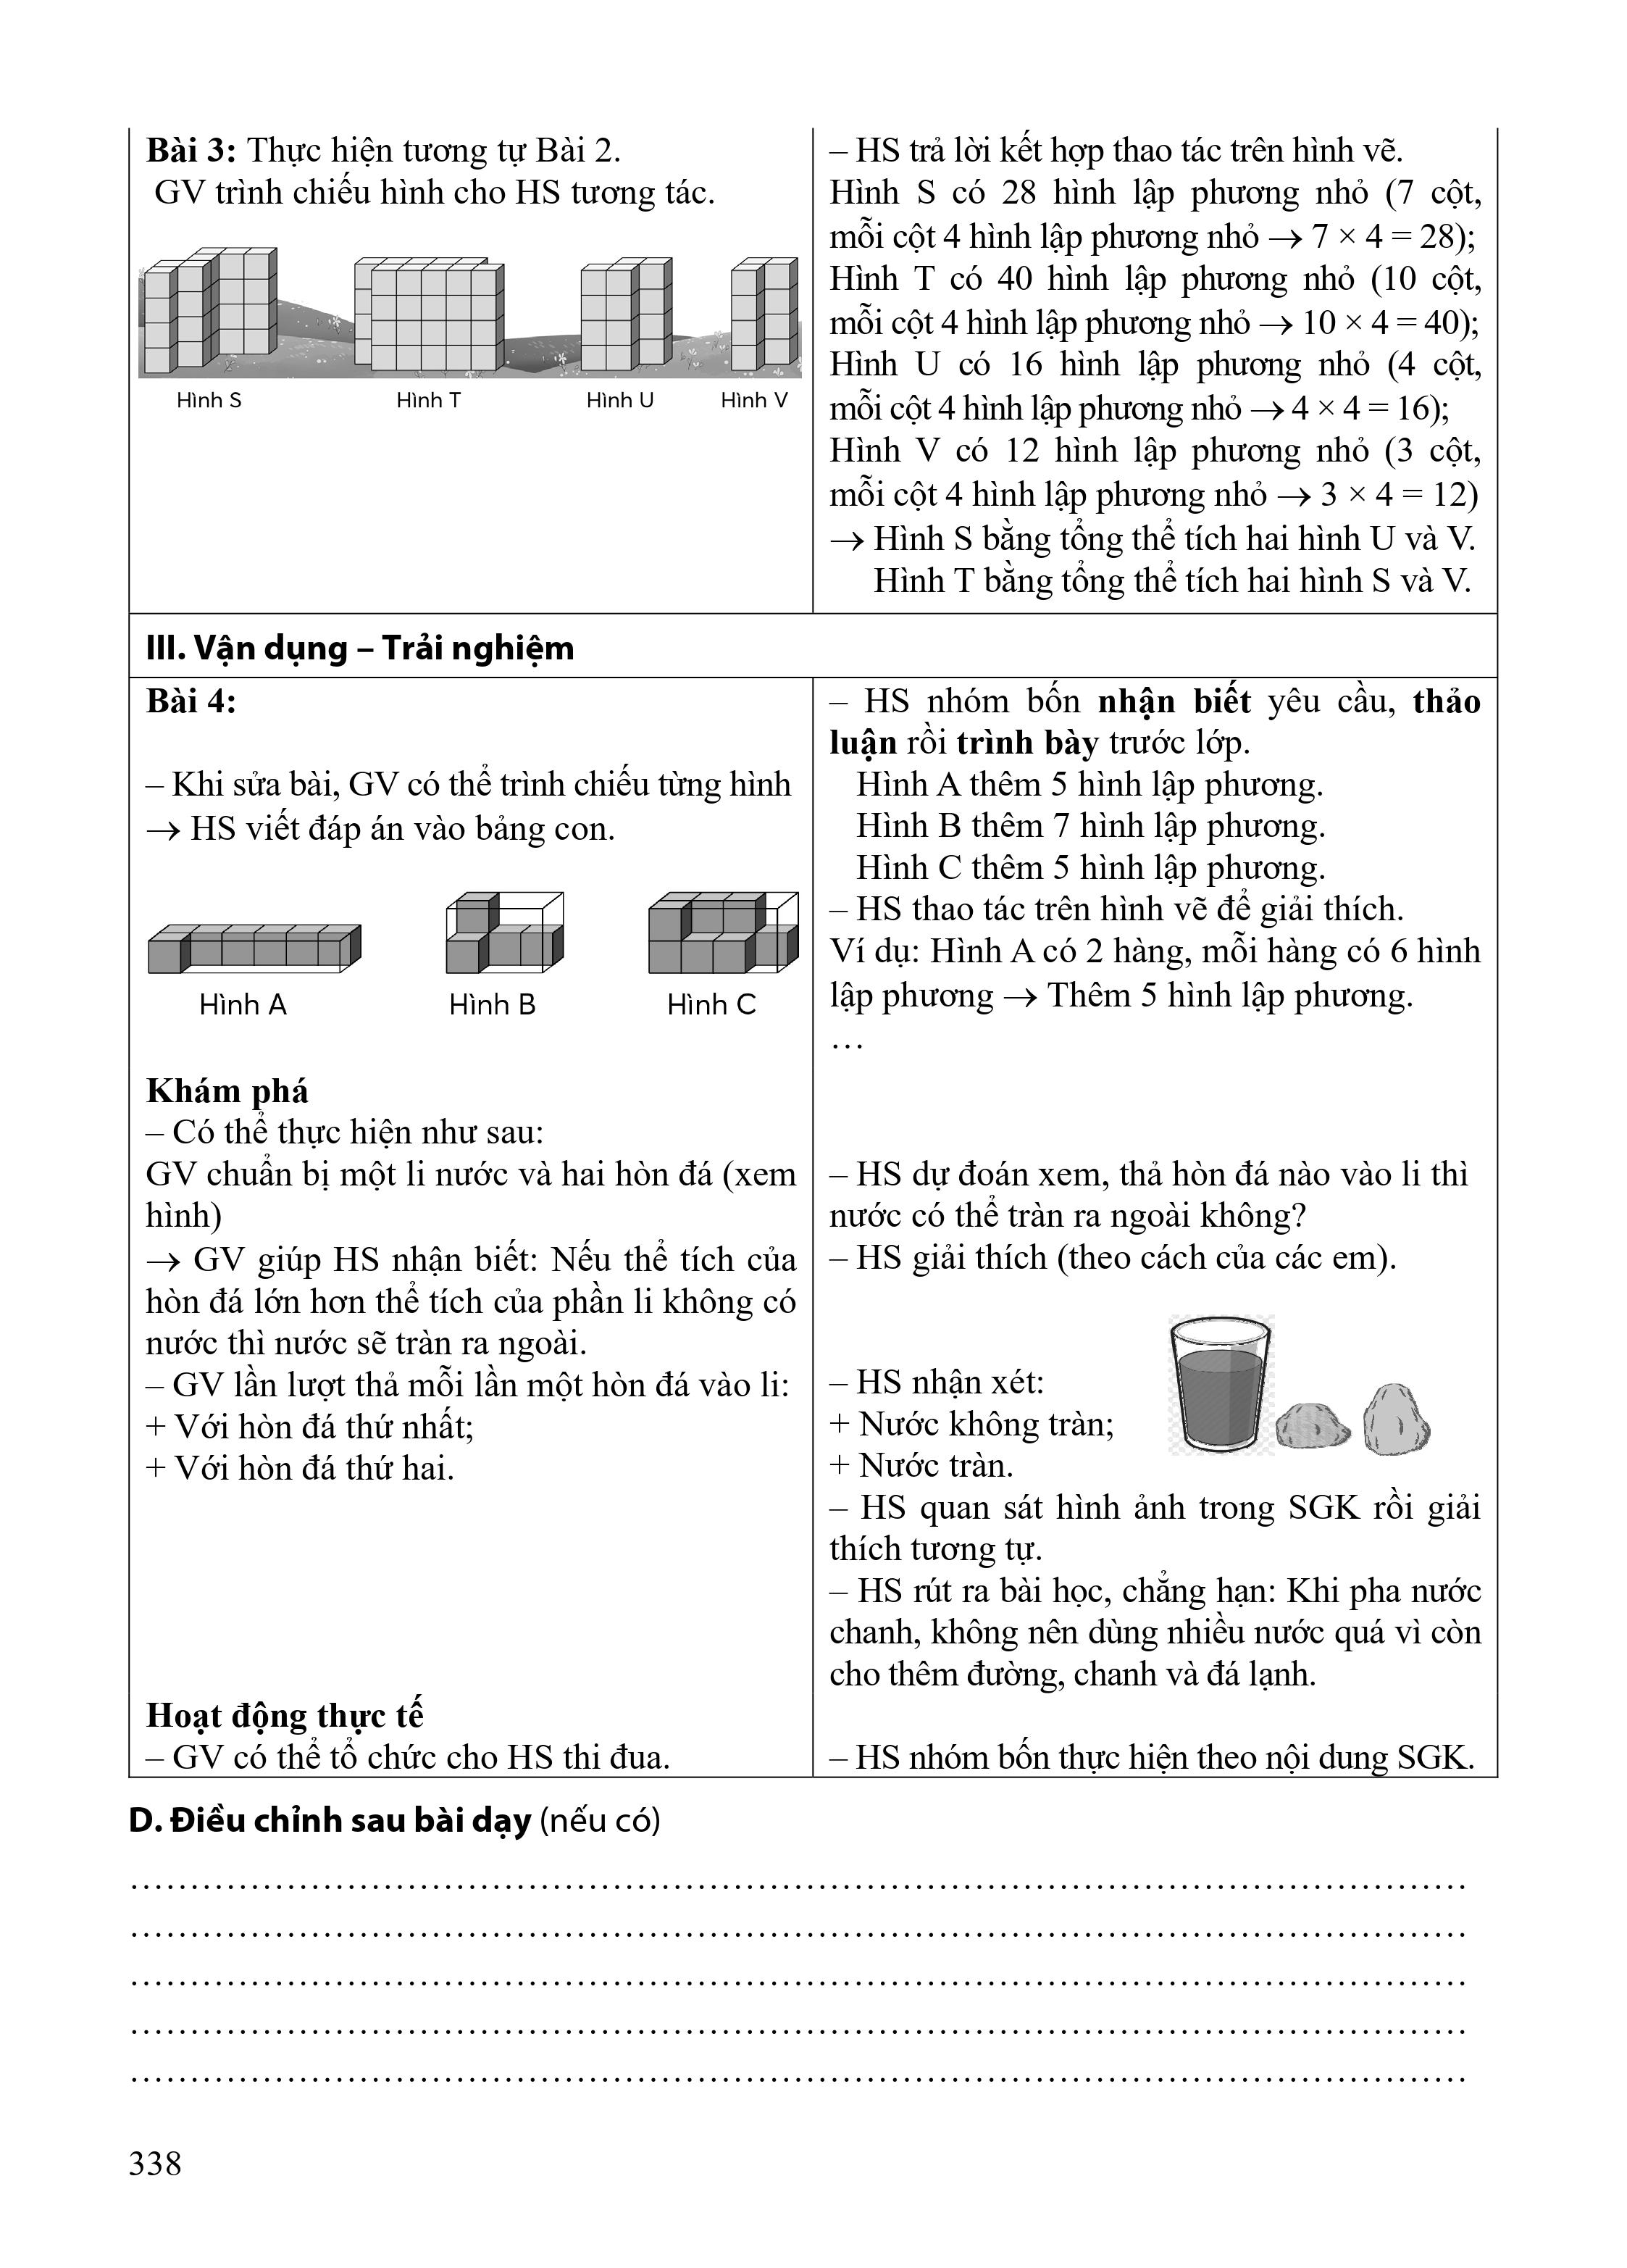 Bài 3: Thực hiện tương tự Bài 2.
GV trình chiếu hình cho HS tương tác.
Hình S
Hình T
Hình U
Hình V
– HS trả lời kết hợp thao tác trên hình vẽ.
Hình S có 28 hình lập phương nhỏ (7 cột,
mỗi cột 4 hình lập phương nhỏ → 7 × 4 = 28);
Hình T có 40 hình lập phương nhỏ (10 cột,
mỗi cột 4 hình lập phương nhỏ → 10 × 4 = 40);
Hình U có 16 hình lập phương nhỏ (4 cột,
mỗi cột 4 hình lập phương nhỏ → 4 × 4 = 16);
Hình V có 12 hình lập phương nhỏ (3 cột,
mỗi cột 4 hình lập phương nhỏ → 3 × 4 = 12)
→ Hình S bằng tổng thể tích hai hình U và V.
Hình T bằng tổng thể tích hai hình S và V.
III. Vận dụng – Trải nghiệm
Bài 4:
– Khi sửa bài, GV có thể trình chiếu từng hình
→ HS viết đáp án vào bảng con.
Hình A
Hình B
Hình C
– HS nhóm bốn nhận biết yêu cầu, thảo
luận rồi trình bày trước lớp.
Hình A thêm 5 hình lập phương.
Hình B thêm 7 hình lập phương.
Hình C thêm 5 hình lập phương.
– HS thao tác trên hình vẽ để giải thích.
Ví dụ: Hình A có 2 hàng, mỗi hàng có 6 hình
lập phương → Thêm 5 hình lập phương.
…
Khám phá
– Có thể thực hiện như sau:
GV chuẩn bị một li nước và hai hòn đá (xem
hình)
→ GV giúp HS nhận biết: Nếu thể tích của
hòn đá lớn hơn thể tích của phần li không có
nước thì nước sẽ tràn ra ngoài.
– GV lần lượt thả mỗi lần một hòn đá vào li:
+ Với hòn đá thứ nhất;
+ Với hòn đá thứ hai.
– HS dự đoán xem, thả hòn đá nào vào li thì
nước có thể tràn ra ngoài không?
– HS giải thích (theo cách của các em).
– HS nhận xét:
+ Nước không tràn;
+ Nước tràn.
– HS quan sát hình ảnh trong SGK rồi giải
thích tương tự.
– HS rút ra bài học, chẳng hạn: Khi pha nước
chanh, không nên dùng nhiều nước quá vì còn
cho thêm đường, chanh và đá lạnh.
Hoạt động thực tế
– GV có thể tổ chức cho HS thi đua.
– HS nhóm bốn thực hiện theo nội dung SGK.
D. Điều chỉnh sau bài dạy (nếu có)
338